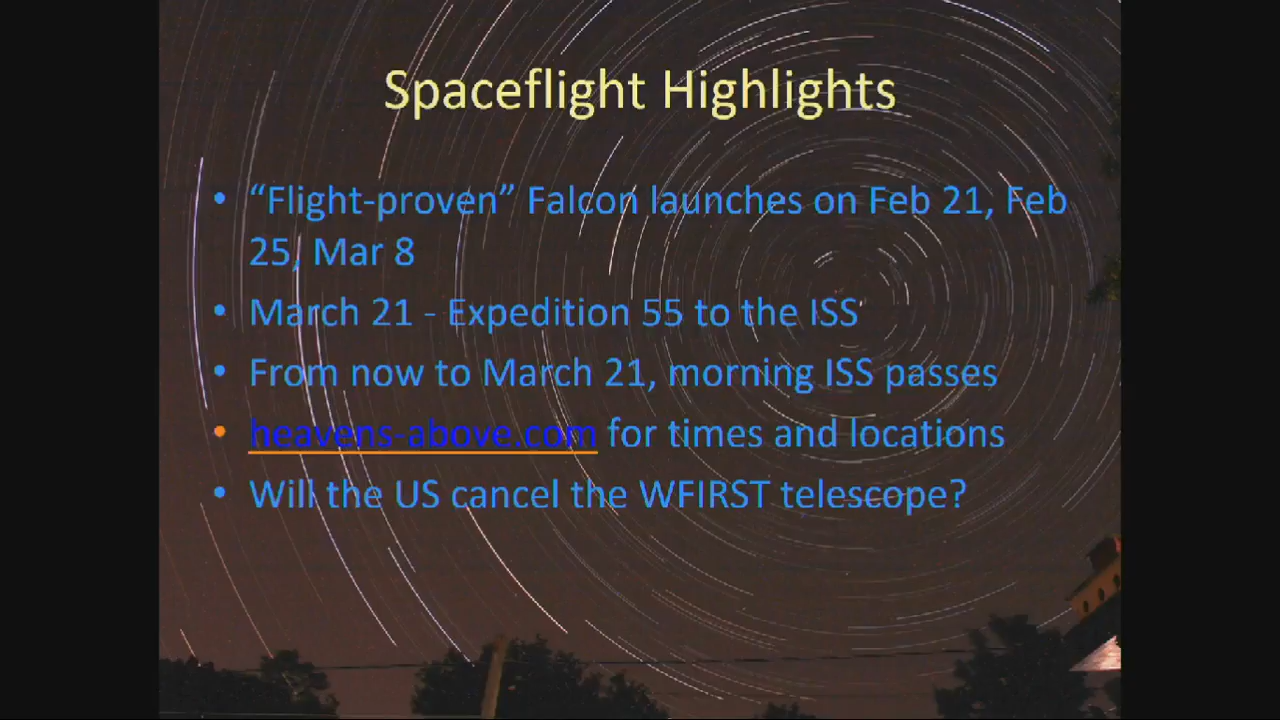 Spaceflight Highlights
• “Flight-proven” Falcon launches on Feb 21, Feb
25, Mar 8
• March 21 - Expedition 55 to the ISS
• From now to March 21, morning ISS passes
• heavens-above.com for times and locations
• Will the US cancel the WFIRST telescope?